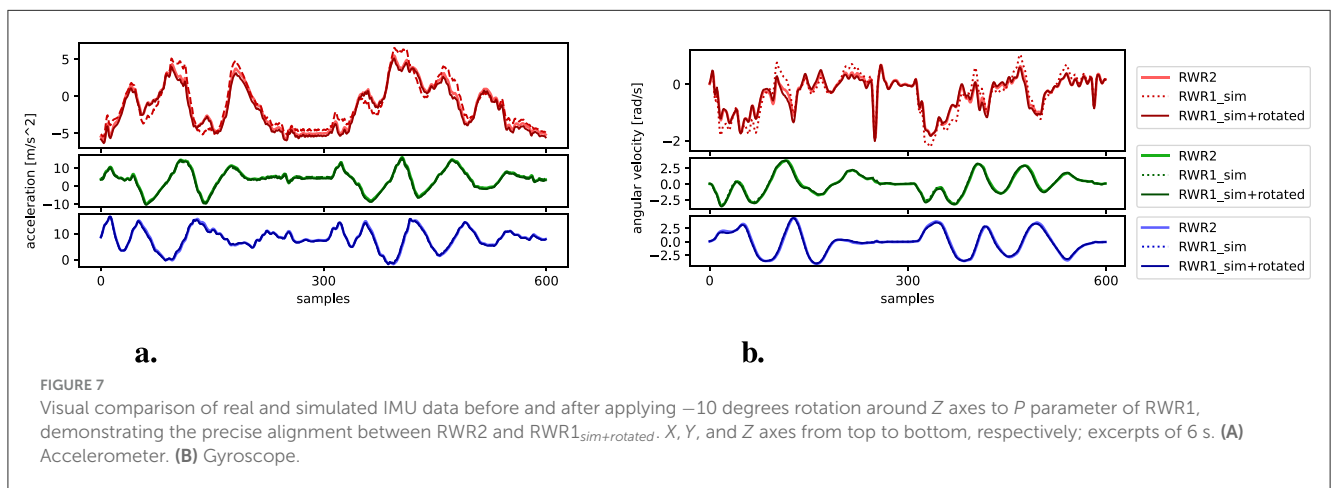 acceleration [m/s^2]
5
0
−5
10
0
−10
10
0
0
300
600
samples
a.
angular velocity [rad/s]
0
−2
2.5
0.0
−2.5
2.5
0.0
−2.5
0
300
600
samples
b.
RWR2
RWR1_sim
RWR1_sim+rotated
RWR2
RWR1_sim
RWR1_sim+rotated
RWR2
RWR1_sim
RWR1_sim+rotated
FIGURE 7
Visual comparison of real and simulated IMU data before and after applying −10 degrees rotation around Z axes to P parameter of RWR1,
demonstrating the precise alignment between RWR2 and RWR1sim+rotated. X, Y, and Z axes from top to bottom, respectively; excerpts of 6 s. (A)
Accelerometer. (B) Gyroscope.